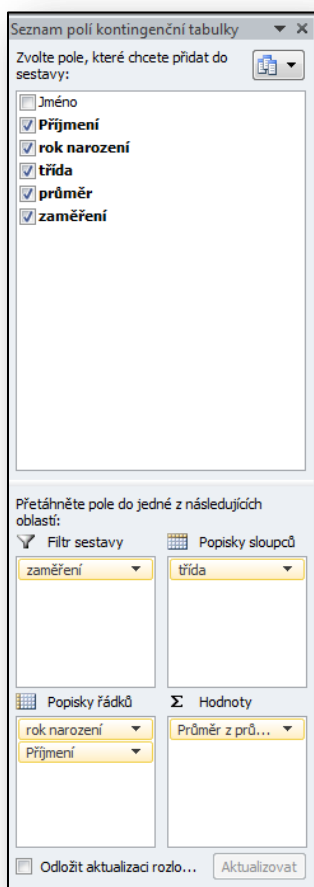 Seznam polí kontingenční tabulky
Zvolte pole, které chcete přidat do
sestavy:
Jméno
Příjmení
rok narození
třída
průměr
zaměření
Přetáhněte pole do jedné z následujících
oblastí:
Filtr sestavy
Popisky sloupců
zaměření
třída
Popisky řádků
Σ Hodnoty
rok narození
Průměr z prů...
Příjmení
Odložit aktualizaci rozlo...
Aktualizovat